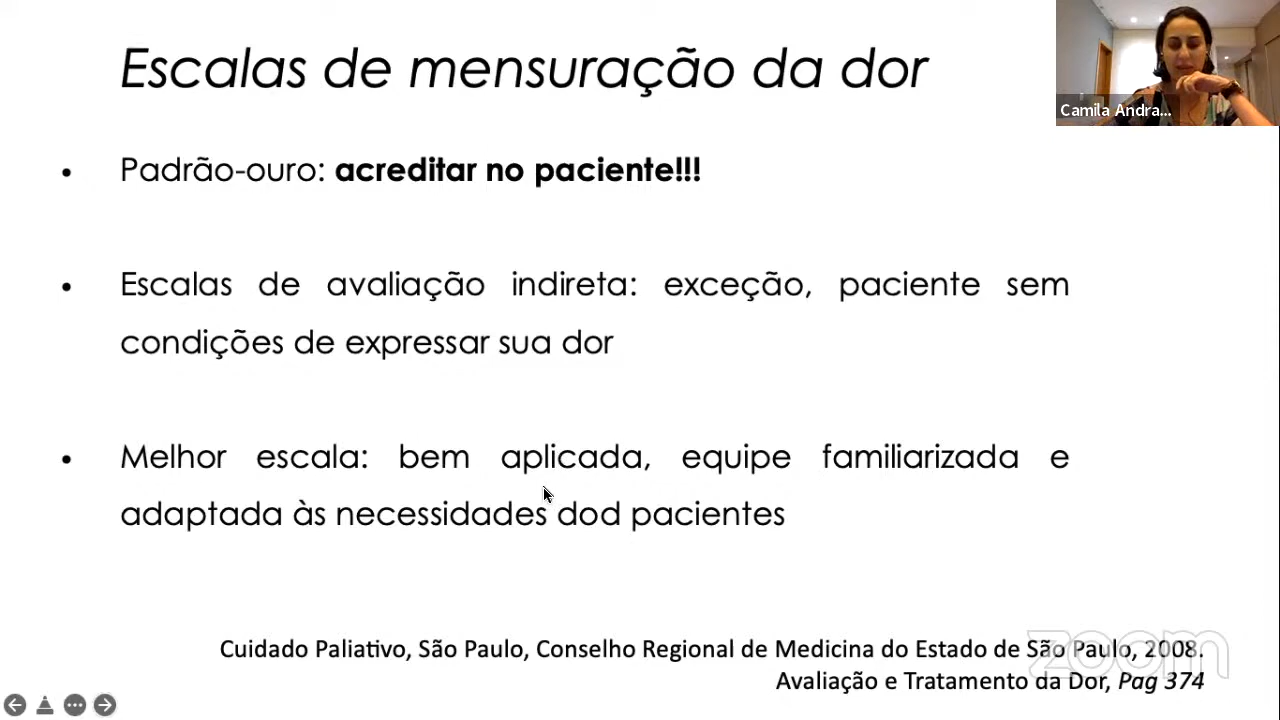 Escalas de mensuração da dor
Camila Andra...
• Padrão-ouro: acreditar no paciente!!!
• Escalas de avaliação indireta: exceção, paciente sem
condições de expressar sua dor
• Melhor escala: bem aplicada, equipe familiarizada e
adaptada às necessidades dod pacientes
Cuidado Paliativo, São Paulo, Conselho Regional de Medicina do Estado de São Paulo, 2008.
Avaliação e Tratamento da Dor, Pag 374
zoom